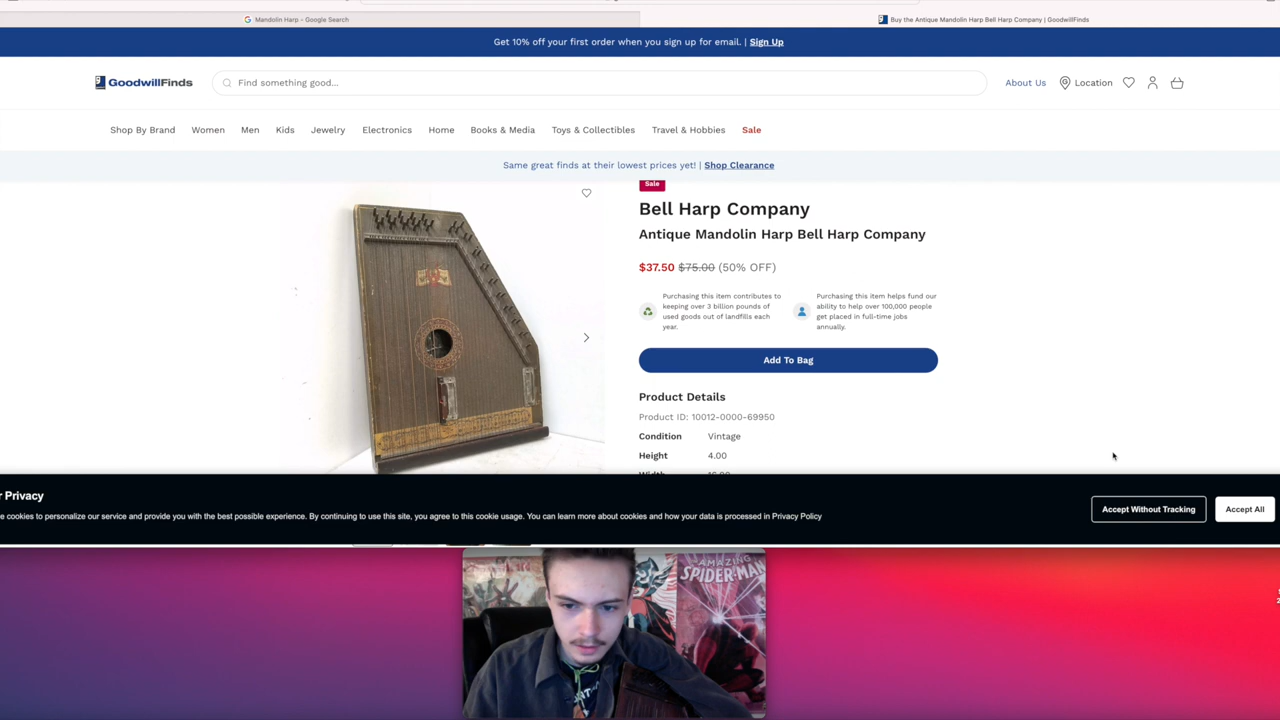 Mandolin Harp - Google Search
Buy the Antique Mandolin Harp Bell Harp Company | GoodwillFinds
Get 10% off your first order when you sign up for email. | Sign Up
GoodwillFinds
Find something good...
About Us
Location
Shop By Brand
Women
Men
Kids
Jewelry
Electronics
Home
Books & Media
Toys & Collectibles
Travel & Hobbies
Sale
Same great finds at their lowest prices yet! | Shop Clearance
Sale
Bell Harp Company
Antique Mandolin Harp Bell Harp Company
$37.50 $75.00 (50% OFF)
Purchasing this item contributes to
keeping over 3 billion pounds of
used goods out of landfills each
year.
Purchasing this item helps fund our
ability to help over 100,000 people
get placed in full-time jobs
annually.
Add To Bag
Product Details
Product ID: 10012-0000-69950
Condition Vintage
Height 4.00
r Privacy
e cookies to personalize our service and provide you with the best possible experience. By continuing to use this site, you agree to this cookie usage. You can learn more about cookies and how your data is processed in Privacy Policy
Accept Without Tracking
Accept All
AMAZING
SPIDER-MAN